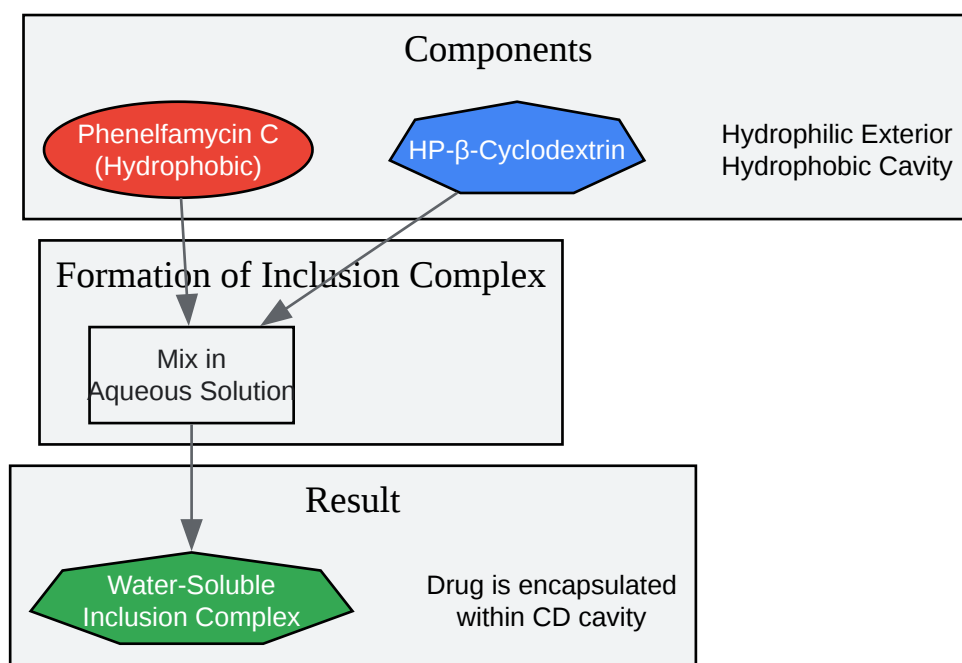 Components
Phenelfamycin C
(Hydrophobic)
HP-β-Cyclodextrin
Hydrophilic Exterior
Hydrophobic Cavity
Formation of Inclusion Complex
Mix in
Aqueous Solution
Result
Water-Soluble
Inclusion Complex
Drug is encapsulated
within CD cavity